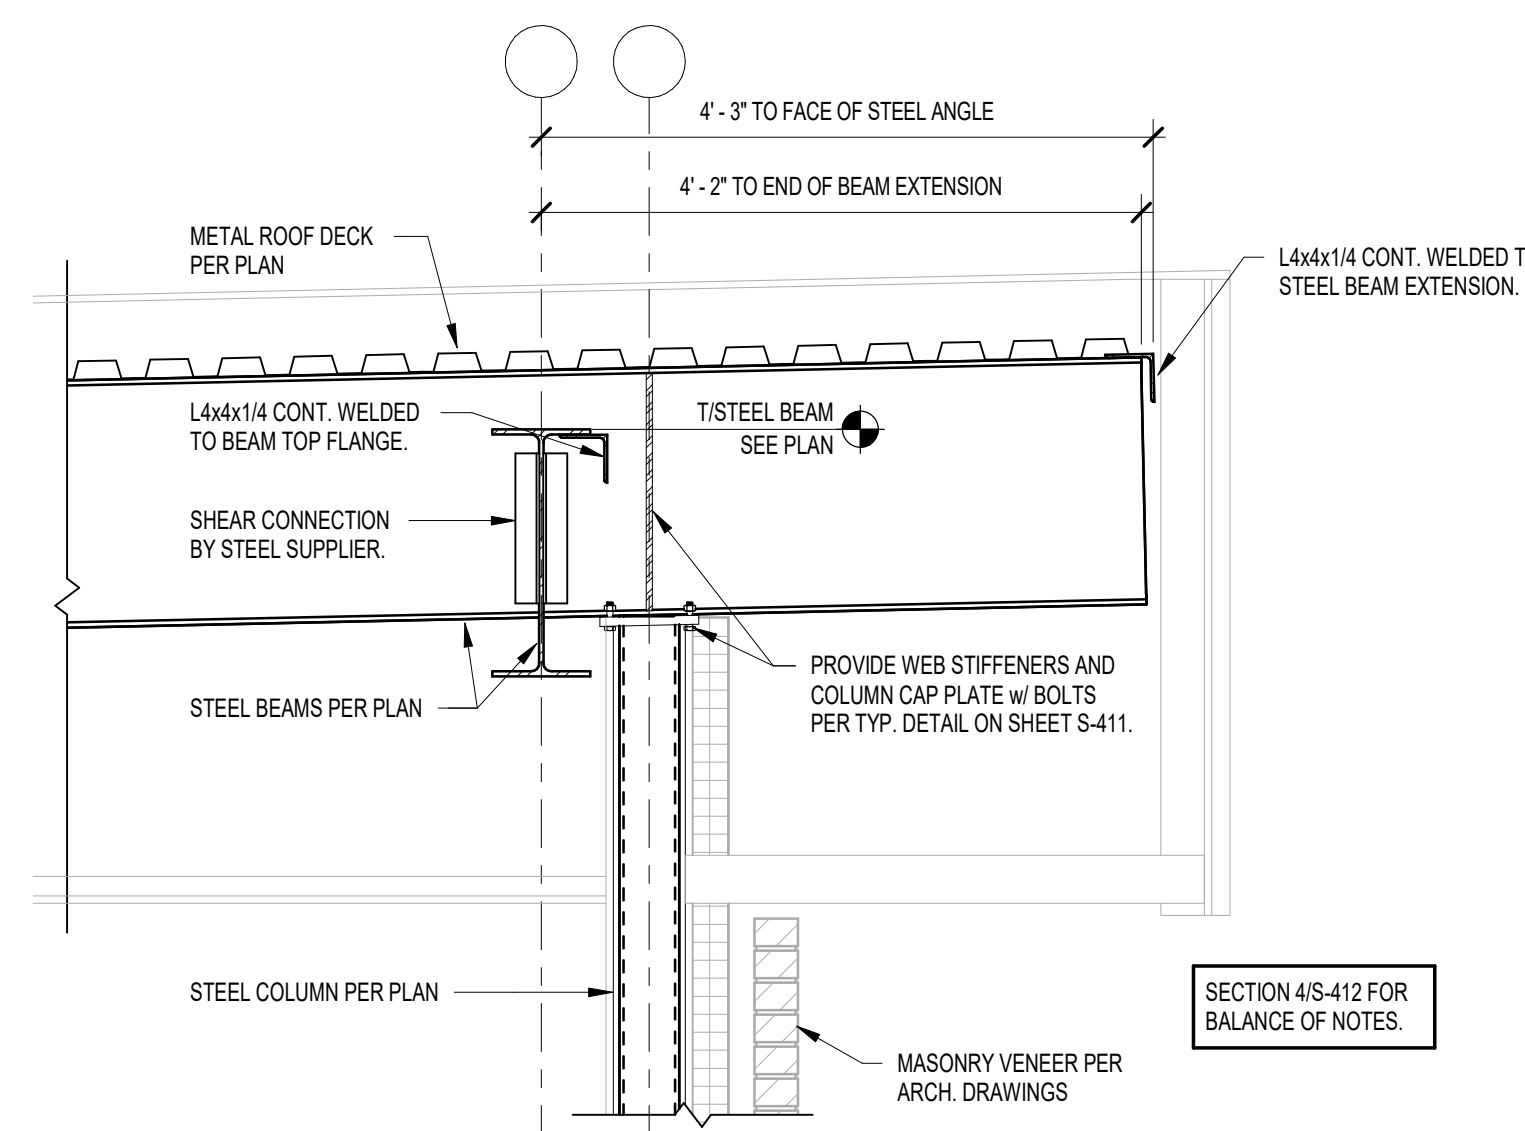 4' - 3" TO FACE OF STEEL ANGLE
4' - 2" TO END OF BEAM EXTENSION
METAL ROOF DECK
PER PLAN
L4x4x1/4 CONT. WELDED T
STEEL BEAM EXTENSION.
L4x4x1/4 CONT. WELDED
TO BEAM TOP FLANGE.
T/STEEL BEAM
SEE PLAN
SHEAR CONNECTION
BY STEEL SUPPLIER.
STEEL BEAMS PER PLAN
PROVIDE WEB STIFFENERS AND
COLUMN CAP PLATE w/ BOLTS
PER TYP. DETAIL ON SHEET S-411.
STEEL COLUMN PER PLAN
SECTION 4/S-412 FOR
BALANCE OF NOTES.
MASONRY VENEER PER
ARCH. DRAWINGS